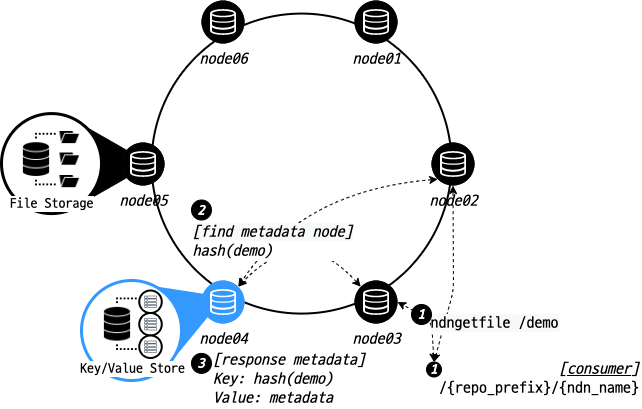 node06
node01
File Storage
node05
node02
2
[find metadata node]
hash(demo)
1
ndngetfile /demo
node04
node03
Key/Value Store
3
[response metadata]
Key: hash(demo)
Value: metadata
1
[consumer]
/{repo_prefix}/{ndn_name}